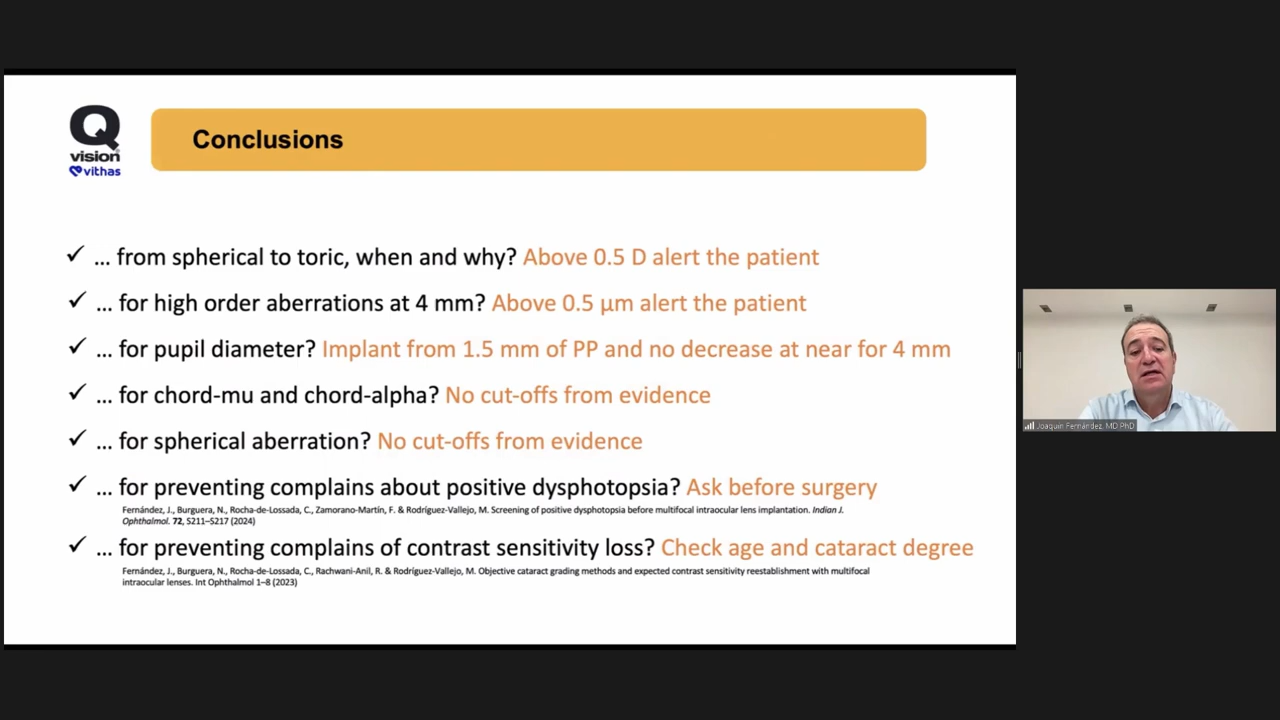 Q
vision
vithas
Conclusions
✓ ... from spherical to toric, when and why? Above 0.5 D alert the patient
✓ ... for high order aberrations at 4 mm? Above 0.5 μm alert the patient
✓ ... for pupil diameter? Implant from 1.5 mm of PP and no decrease at near for 4 mm
✓ ... for chord-mu and chord-alpha? No cut-offs from evidence
✓ ... for spherical aberration? No cut-offs from evidence
✓ ... for preventing complains about positive dysphotopsia? Ask before surgery
Fernández, J., Burguera, N., Rocha-de-Lossada, C., Zamorano-Martín, F. & Rodríguez-Vallejo, M. Screening of positive dysphotopsia before multifocal intraocular lens implantation. Indian J.
Ophthalmol. 72, S211–S217 (2024)
✓ ... for preventing complains of contrast sensitivity loss? Check age and cataract degree
Fernández, J., Burguera, N., Rocha-de-Lossada, C., Rachwani-Anil, R. & Rodríguez-Vallejo, M. Objective cataract grading methods and expected contrast sensitivity reestablishment with multifocal
intraocular lenses. Int Ophthalmol 1–8 (2023)
Joaquín Fernández, MD PhD